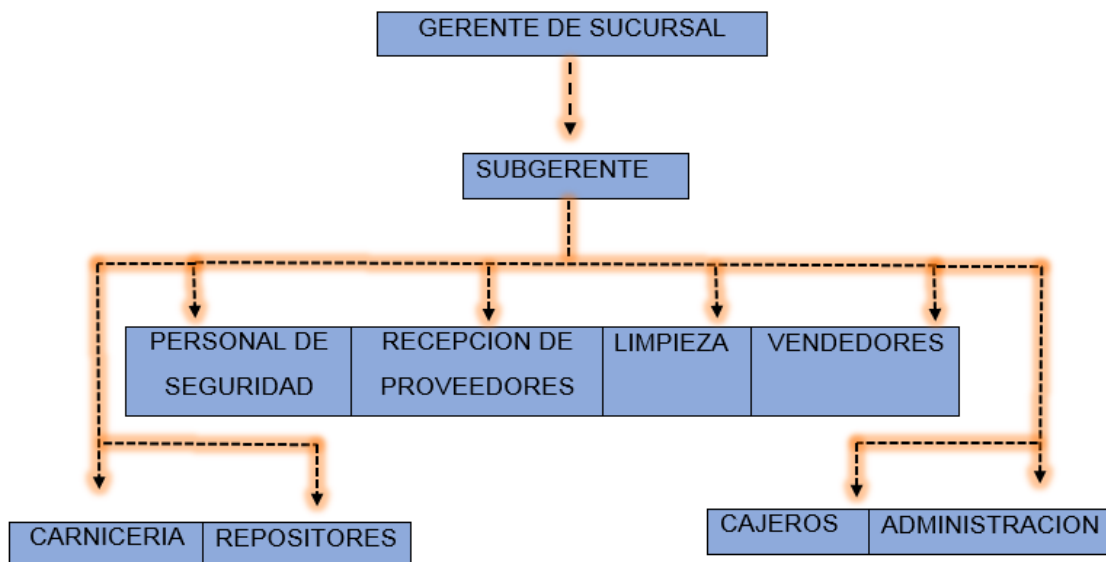 GERENTE DE SUCURSAL
SUBGERENTE
PERSONAL DE
SEGURIDAD
RECEPCION DE
PROVEEDORES
LIMPIEZA
VENDEDORES
CARNICERIA
REPOSITORES
CAJEROS
ADMINISTRACION